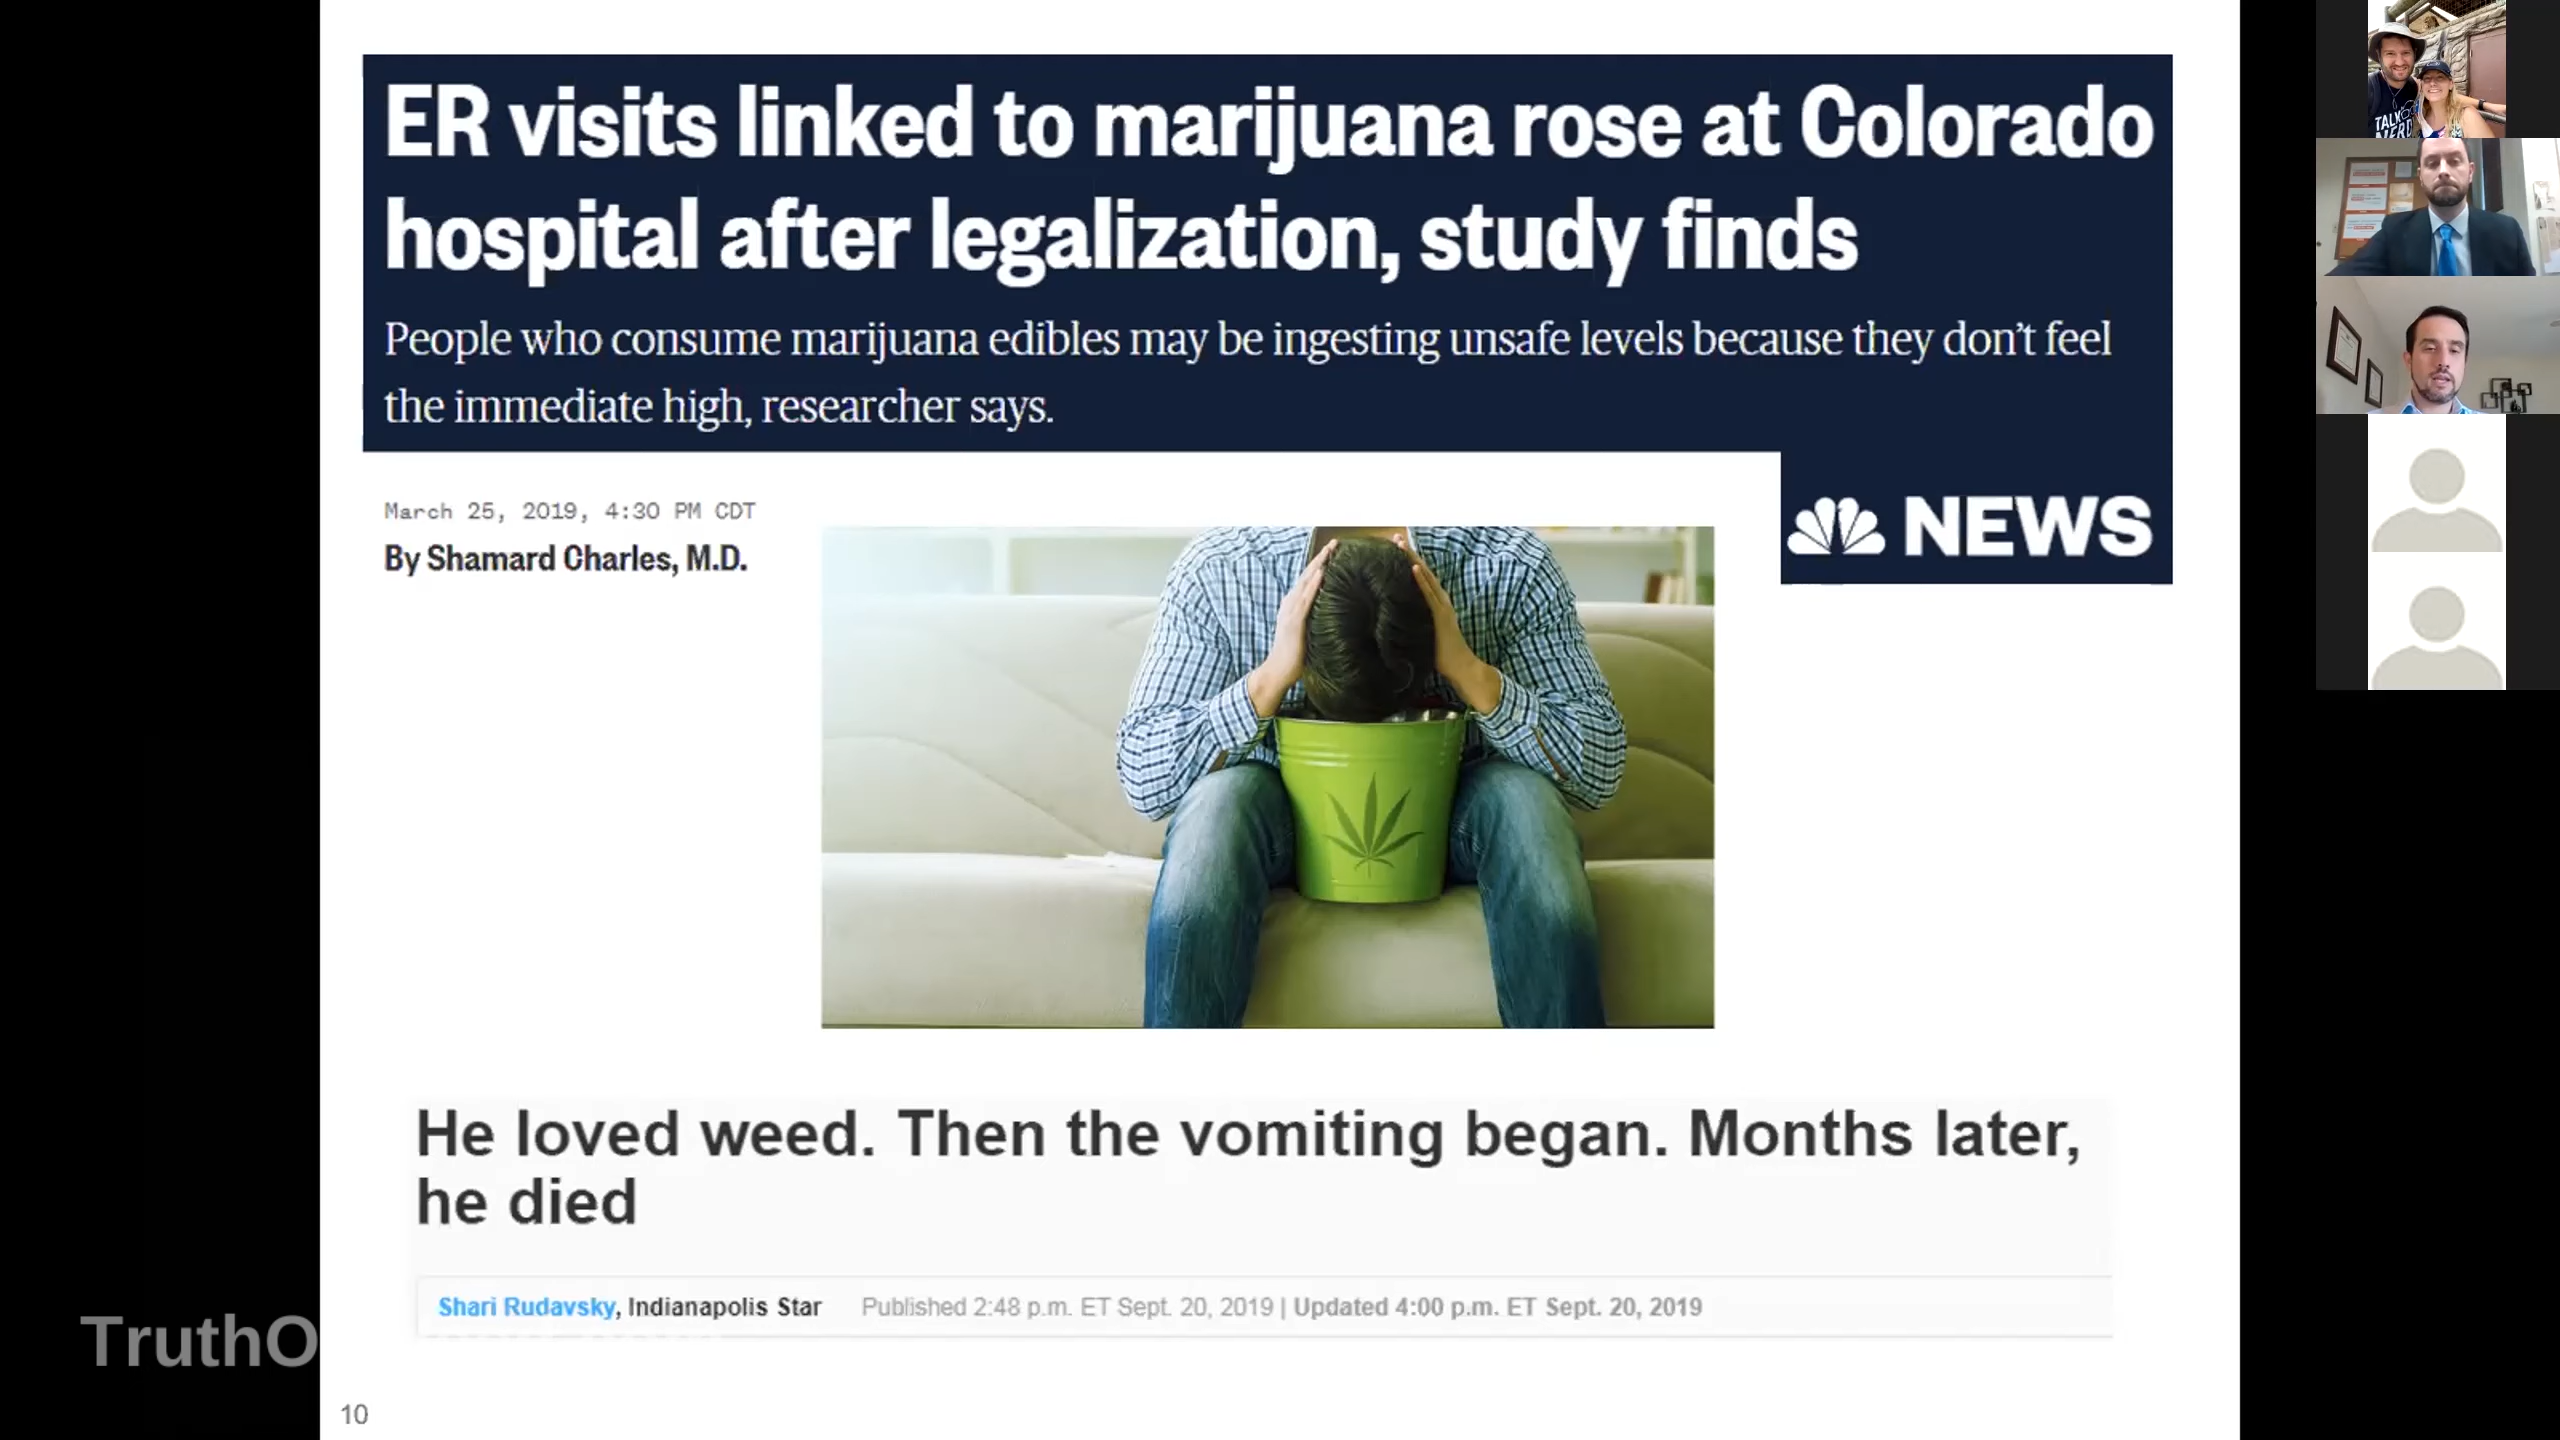 ER visits linked to marijuana rose at Colorado
hospital after legalization, study finds
People who consume marijuana edibles may be ingesting unsafe levels because they don't feel
the immediate high, researcher says.
March 25, 2019, 4:30 PM CDT
By Shamard Charles, M.D.
NEWS
He loved weed. Then the vomiting began. Months later,
he died
Shari Rudavsky, Indianapolis Star Published 2:48 p.m. ET Sept. 20, 2019 | Updated 4:00 p.m. ET Sept. 20, 2019
TruthO
10
TALK
NERD